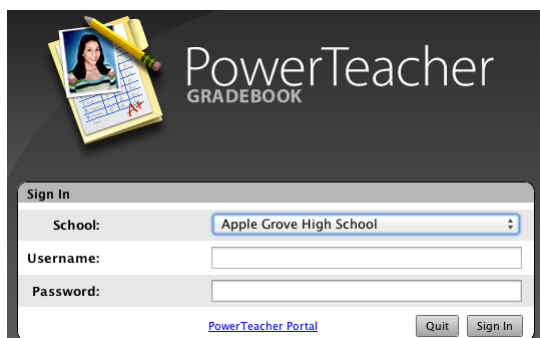 PowerTeacher
GRADEBOOK
A+
Sign In
School: Apple Grove High School
Username:
Password:
PowerTeacher Portal Quit Sign In